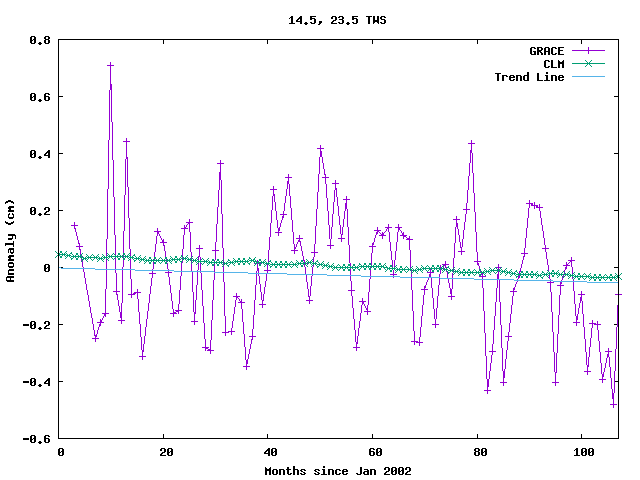 14.5, 23.5 TWS
GRACE
CLM
Trend Line
0.8
0.6
0.4
0.2
0
-0.2
-0.4
-0.6
Anomaly (cm)
0 20 40 60 80 100
Months since Jan 2002